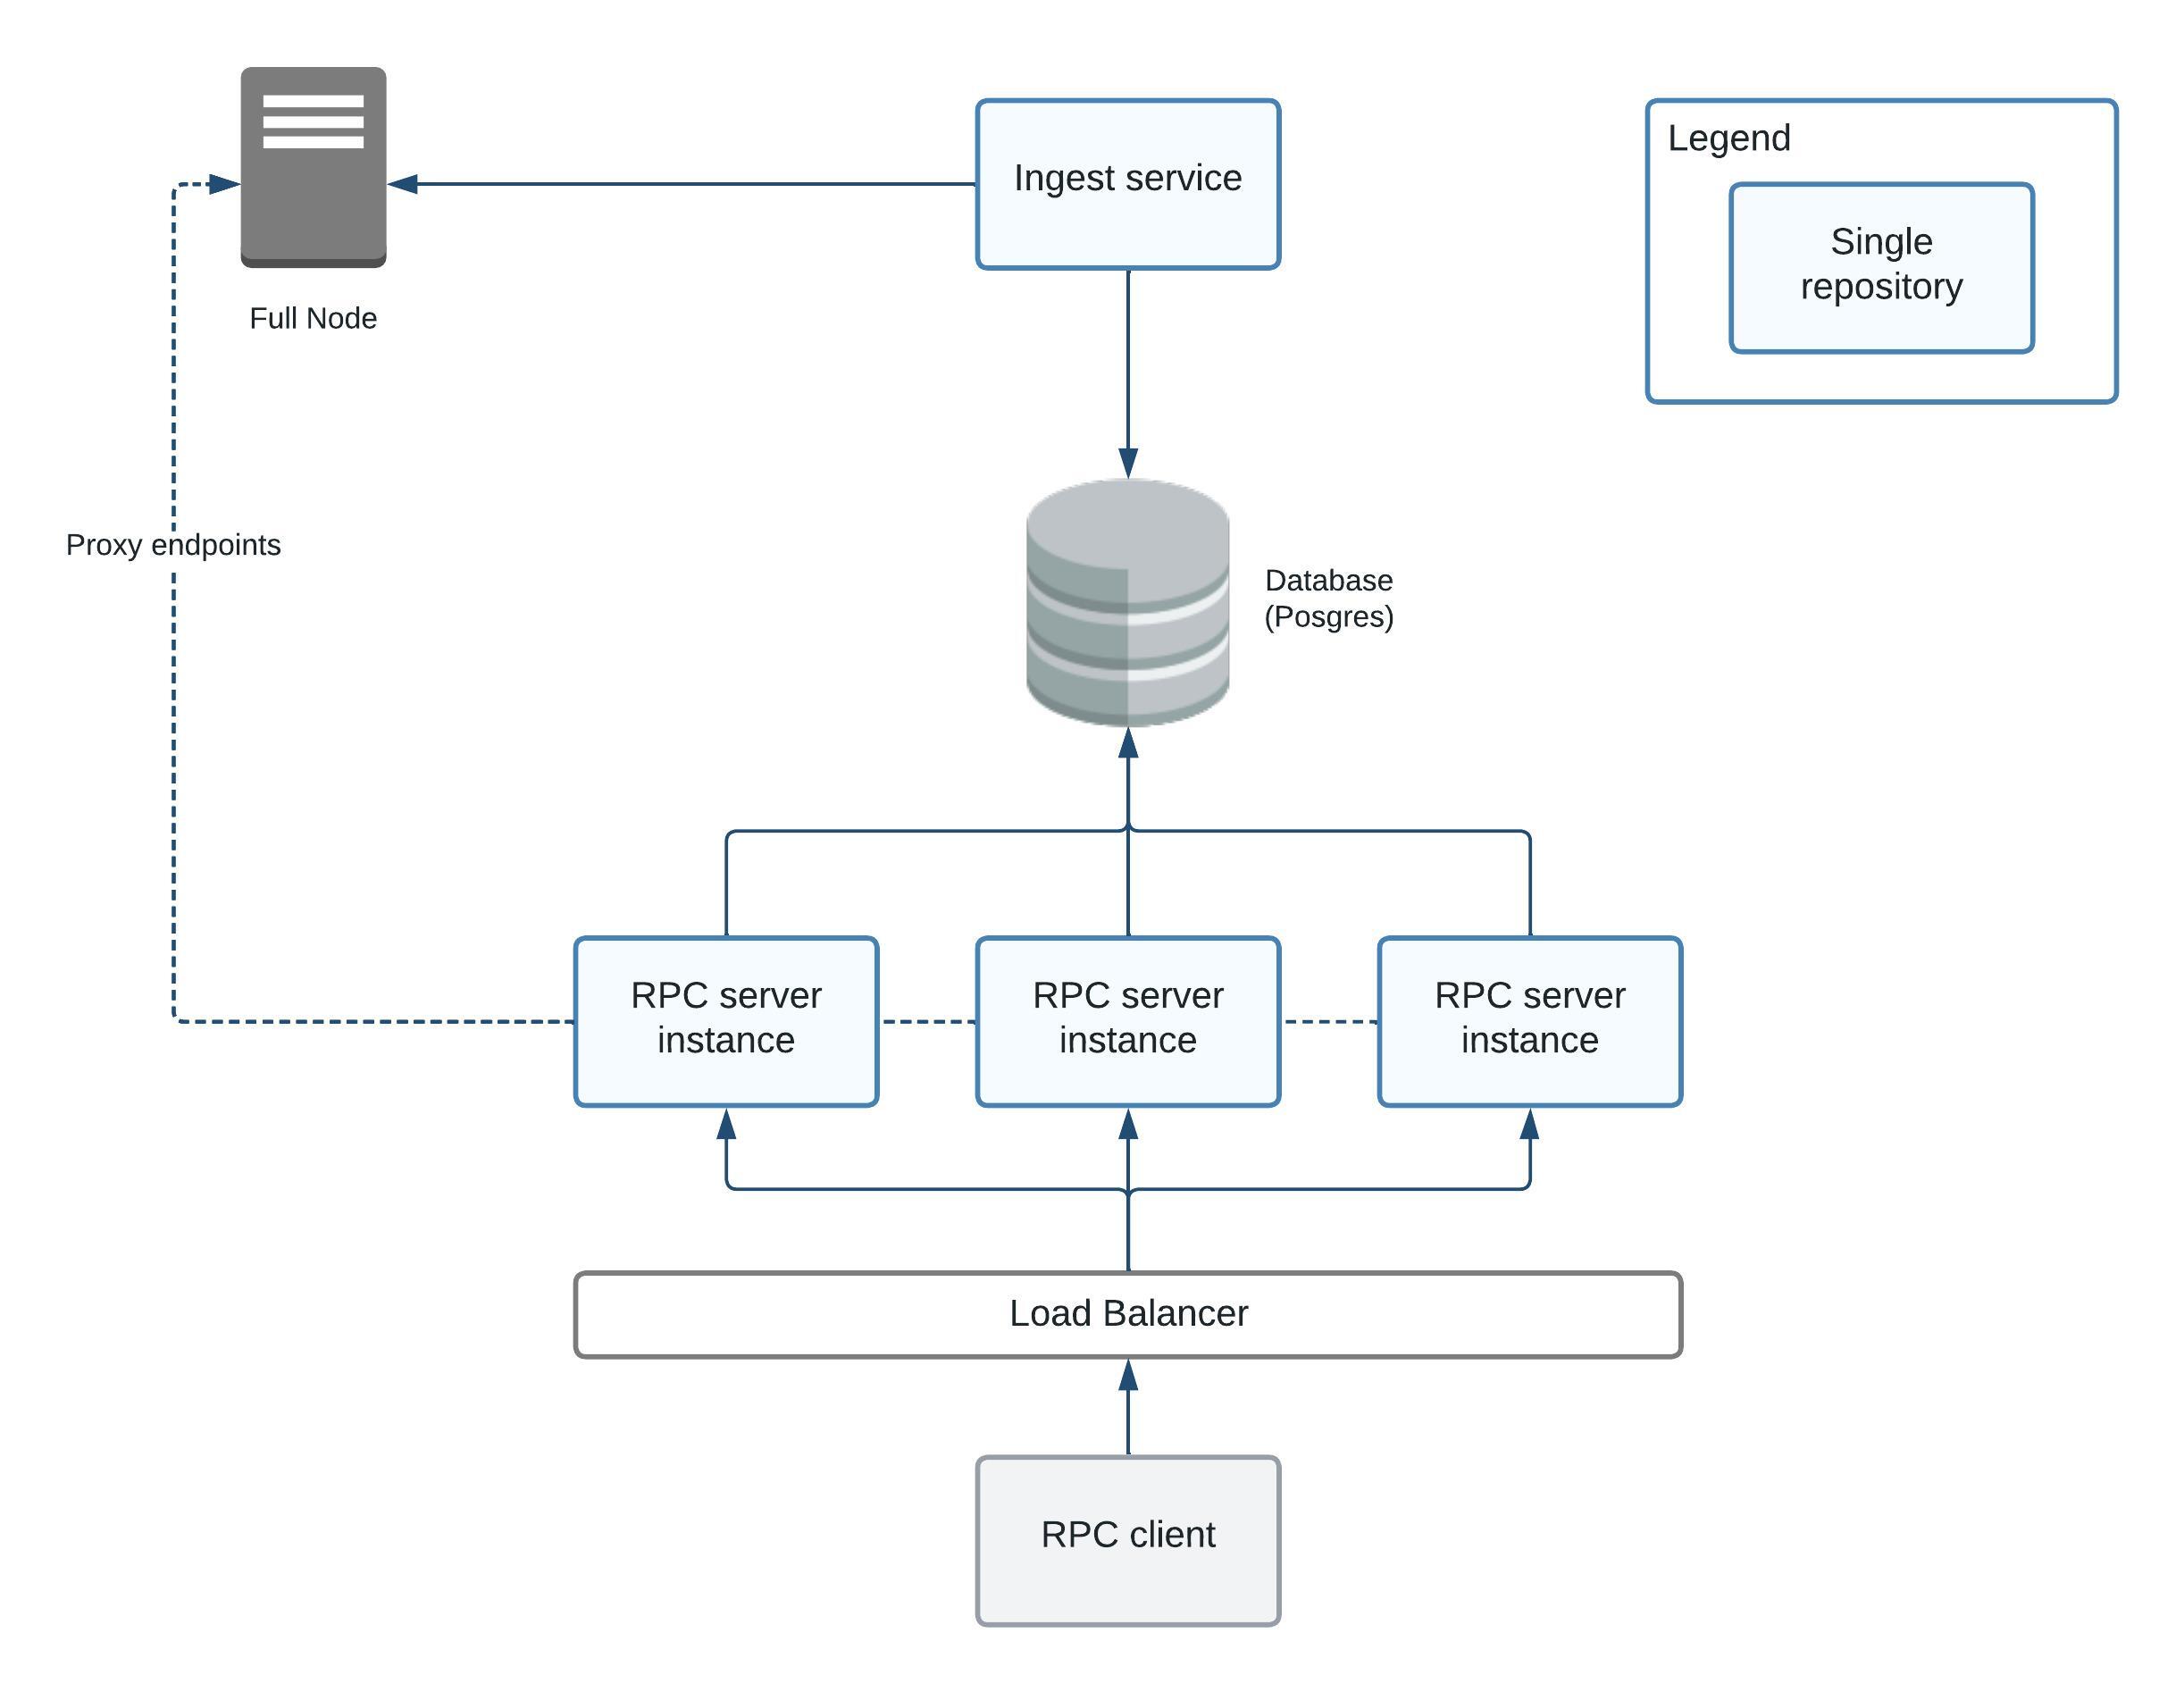 Legend
Ingest service
Single
repository
Full Node
Proxy endpoints
Database
(Posgres)
RPC server
instance
RPC server
instance
RPC server
instance
Load Balancer
RPC client